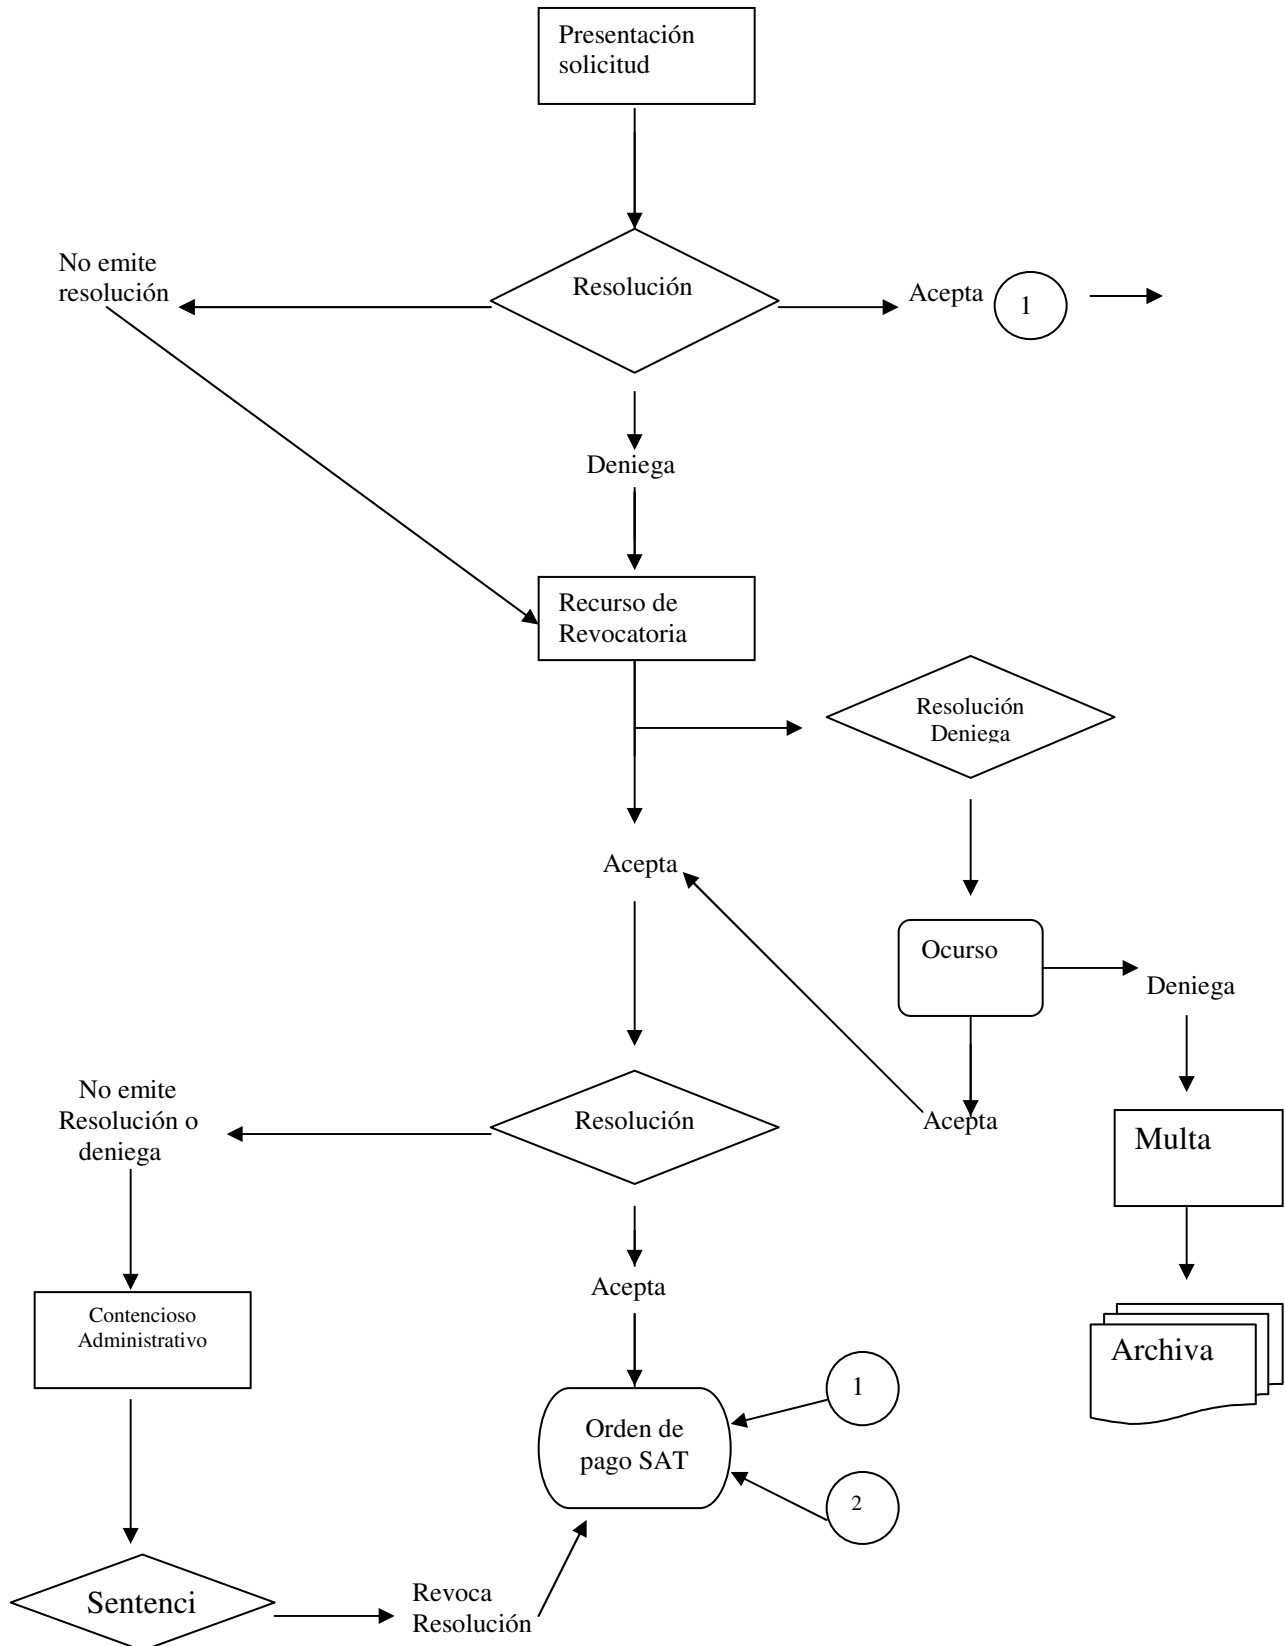 Presentación
solicitud
No emite
resolución
Resolución
Acepta
1
Deniega
Recurso de
Revocatoria
Resolución
Deniega
Acepta
Ocurso
Deniega
No emite
Resolución o
deniega
Resolución
Acepta
Multa
Acepta
Contencioso
Administrativo
Archiva
1
Orden de
pago SAT
2
Sentenci
Revoca
Resolución